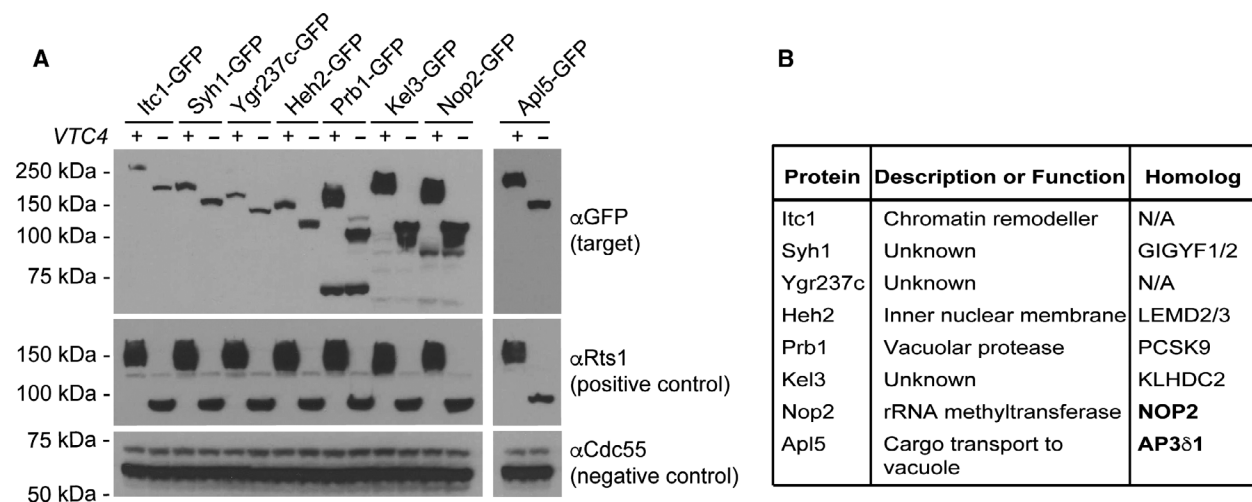 A
Itc1-GFP
Syh1-GFP
Ygr237c-GFP
Heh2-GFP
Prb1-GFP
Kel3-GFP
Nop2-GFP
Apl5-GFP
VTC4 + – + – + – + – + – + – + – + –
250 kDa -
150 kDa -
100 kDa -
75 kDa -
αGFP
(target)
150 kDa -
100 kDa -
αRts1
(positive control)
75 kDa -
50 kDa -
αCdc55
(negative control)
B
Protein Description or Function Homolog
Itc1 Chromatin remodeller N/A
Syh1 Unknown GIGYF1/2
Ygr237c Unknown N/A
Heh2 Inner nuclear membrane LEMD2/3
Prb1 Vacuolar protease PCSK9
Kel3 Unknown KLHDC2
Nop2 rRNA methyltransferase NOP2
Apl5 Cargo transport to AP3δ1
vacuole